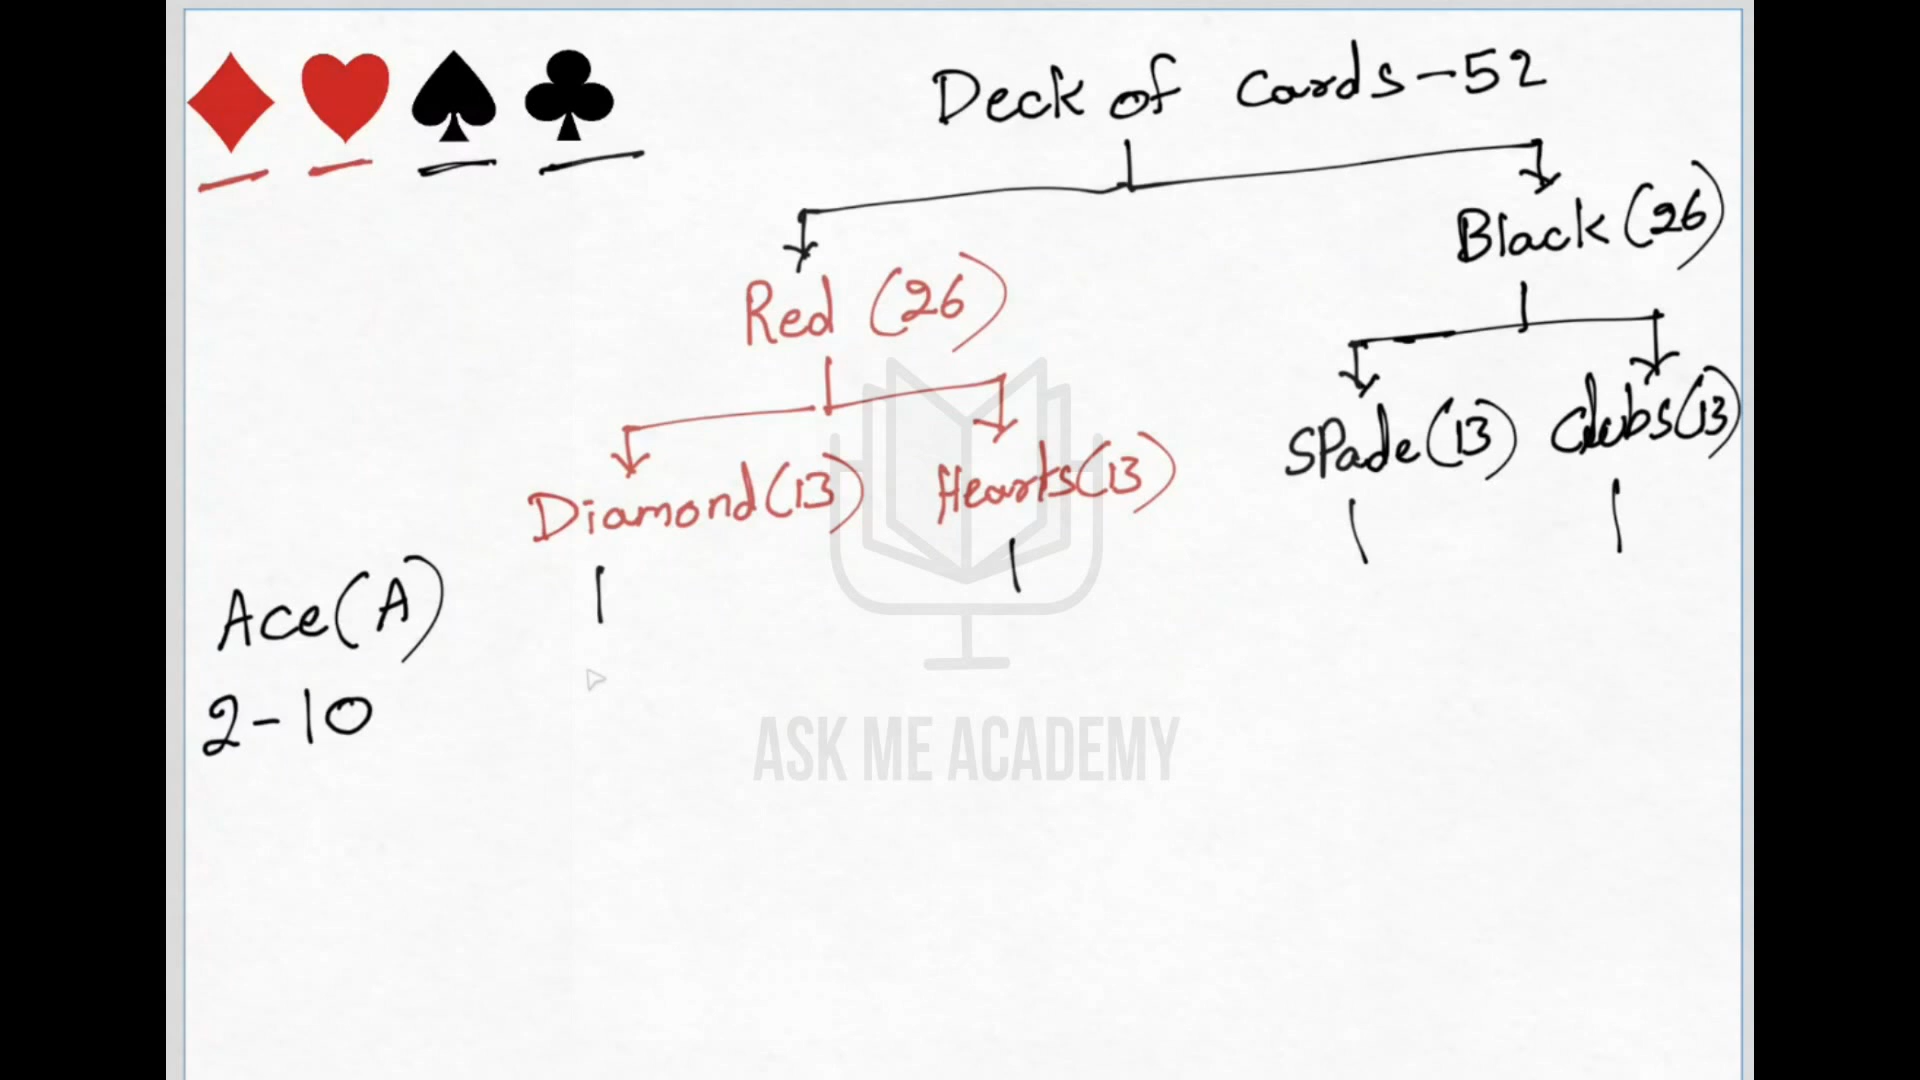 Deck of Cards-52
Black (26)
Red (26)
Spade(13) Clubs(13)
Diamond(13) Hearts(13)
Ace(A) | | | |
2-10
ASK ME ACADEMY